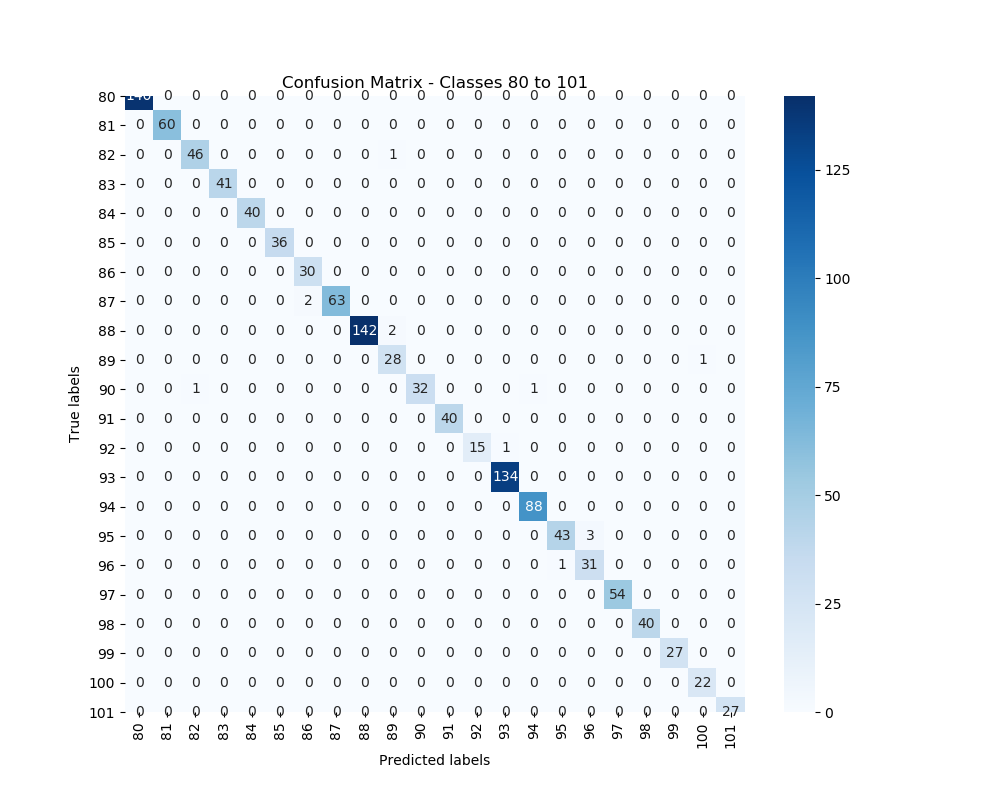 Confusion Matrix - Classes 80 to 101
80 140 0 0 0 0 0 0 0 0 0 0 0 0 0 0 0 0 0 0 0 0 0
81 0 60 0 0 0 0 0 0 0 0 0 0 0 0 0 0 0 0 0 0 0 0
82 0 0 46 0 0 0 0 0 0 1 0 0 0 0 0 0 0 0 0 0 0 0
83 0 0 0 41 0 0 0 0 0 0 0 0 0 0 0 0 0 0 0 0 0 0
84 0 0 0 0 40 0 0 0 0 0 0 0 0 0 0 0 0 0 0 0 0 0
85 0 0 0 0 0 36 0 0 0 0 0 0 0 0 0 0 0 0 0 0 0 0
86 0 0 0 0 0 0 30 0 0 0 0 0 0 0 0 0 0 0 0 0 0 0
87 0 0 0 0 0 0 2 63 0 0 0 0 0 0 0 0 0 0 0 0 0 0
88 0 0 0 0 0 0 0 0 142 2 0 0 0 0 0 0 0 0 0 0 0 0
89 0 0 0 0 0 0 0 0 0 28 0 0 0 0 0 0 0 0 0 0 1 0
90 0 0 1 0 0 0 0 0 0 0 32 0 0 0 1 0 0 0 0 0 0 0
91 0 0 0 0 0 0 0 0 0 0 0 40 0 0 0 0 0 0 0 0 0 0
92 0 0 0 0 0 0 0 0 0 0 0 0 15 1 0 0 0 0 0 0 0 0
93 0 0 0 0 0 0 0 0 0 0 0 0 0 134 0 0 0 0 0 0 0 0
94 0 0 0 0 0 0 0 0 0 0 0 0 0 0 88 0 0 0 0 0 0 0
95 0 0 0 0 0 0 0 0 0 0 0 0 0 0 0 43 3 0 0 0 0 0
96 0 0 0 0 0 0 0 0 0 0 0 0 0 0 0 1 31 0 0 0 0 0
97 0 0 0 0 0 0 0 0 0 0 0 0 0 0 0 0 0 54 0 0 0 0
98 0 0 0 0 0 0 0 0 0 0 0 0 0 0 0 0 0 0 40 0 0 0
99 0 0 0 0 0 0 0 0 0 0 0 0 0 0 0 0 0 0 0 27 0 0
100 0 0 0 0 0 0 0 0 0 0 0 0 0 0 0 0 0 0 0 0 22 0
101 0 0 0 0 0 0 0 0 0 0 0 0 0 0 0 0 0 0 0 0 0 27
80 81 82 83 84 85 86 87 88 89 90 91 92 93 94 95 96 97 98 99 100 101
Predicted labels
True labels
125
100
75
50
25
0